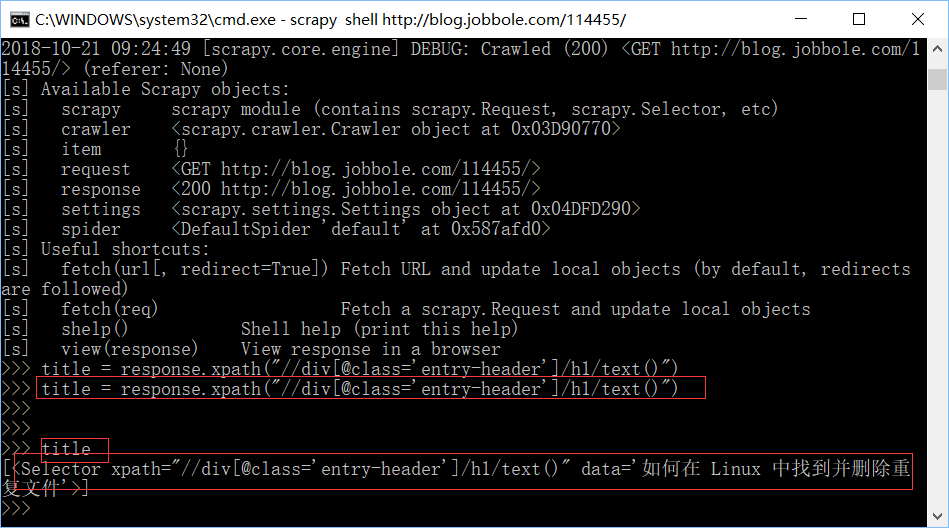 C:\WINDOWS\system32\cmd.exe - scrapy  shell http://blog.jobbole.com/114455/
2018-10-21 09:24:49 [scrapy.core.engine] DEBUG: Crawled (200) <GET http://blog.jobbole.com/1
14455/> (referer: None)
[s] Available Scrapy objects:
[s]   scrapy     scrapy module (contains scrapy.Request, scrapy.Selector, etc)
[s]   crawler    <scrapy.crawler.Crawler object at 0x03D90770>
[s]   item       {}
[s]   request    <GET http://blog.jobbole.com/114455/>
[s]   response   <200 http://blog.jobbole.com/114455/>
[s]   settings   <scrapy.settings.Settings object at 0x04DFD290>
[s]   spider     <DefaultSpider 'default' at 0x587afd0>
[s] Useful shortcuts:
[s]   fetch(url[, redirect=True]) Fetch URL and update local objects (by default, redirects
are followed)
[s]   fetch(req)                  Fetch a scrapy.Request and update local objects
[s]   shelp()           Shell help (print this help)
[s]   view(response)    View response in a browser
>>> title = response.xpath("//div[@class='entry-header']/h1/text()")
>>> title = response.xpath("//div[@class='entry-header']/h1/text()")
>>>
>>>
>>> title
[<Selector xpath="//div[@class='entry-header']/h1/text()" data='如何在 Linux 中找到并删除重
复文件'>]
>>>